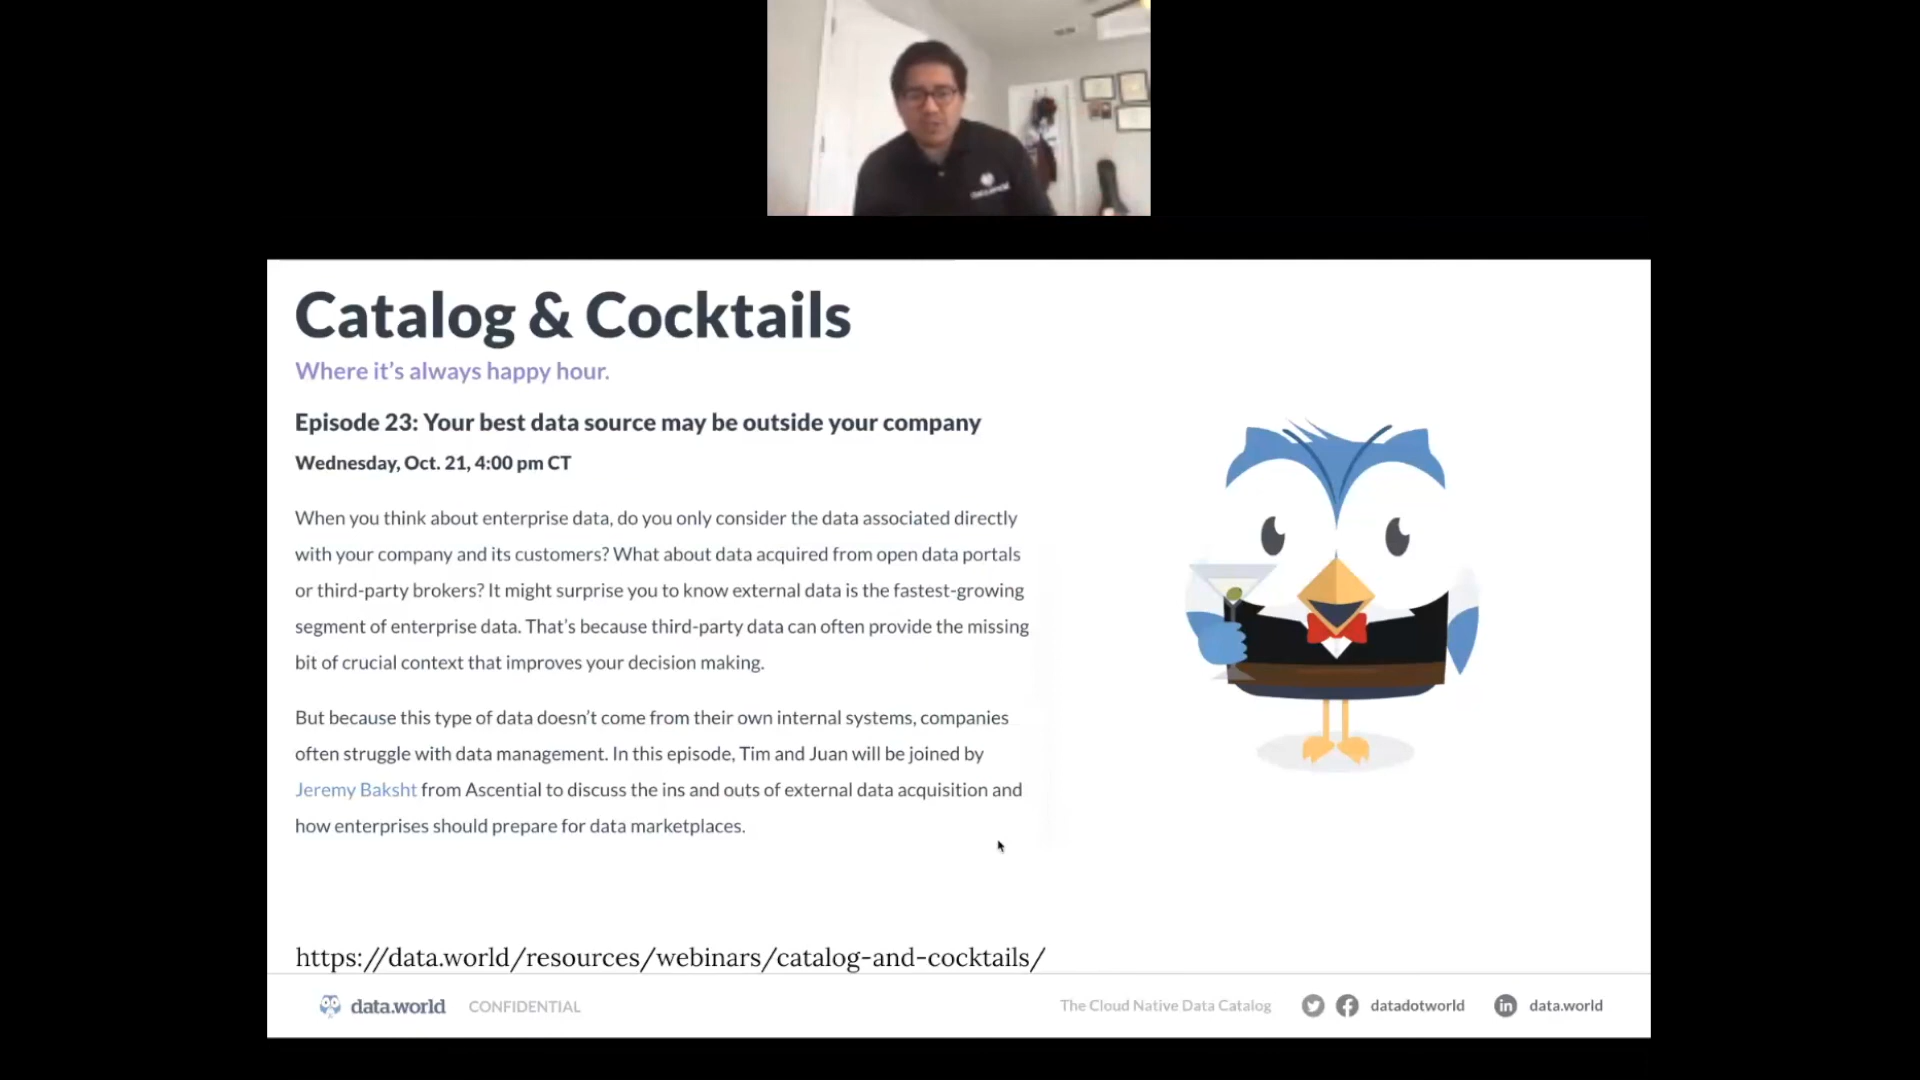 Catalog & Cocktails
Where it’s always happy hour.
Episode 23: Your best data source may be outside your company
Wednesday, Oct. 21, 4:00 pm CT
When you think about enterprise data, do you only consider the data associated directly
with your company and its customers? What about data acquired from open data portals
or third-party brokers? It might surprise you to know external data is the fastest-growing
segment of enterprise data. That’s because third-party data can often provide the missing
bit of crucial context that improves your decision making.
But because this type of data doesn’t come from their own internal systems, companies
often struggle with data management. In this episode, Tim and Juan will be joined by
Jeremy Baksht from Ascential to discuss the ins and outs of external data acquisition and
how enterprises should prepare for data marketplaces.
https://data.world/resources/webinars/catalog-and-cocktails/
data.world CONFIDENTIAL The Cloud Native Data Catalog datadotworld in data.world